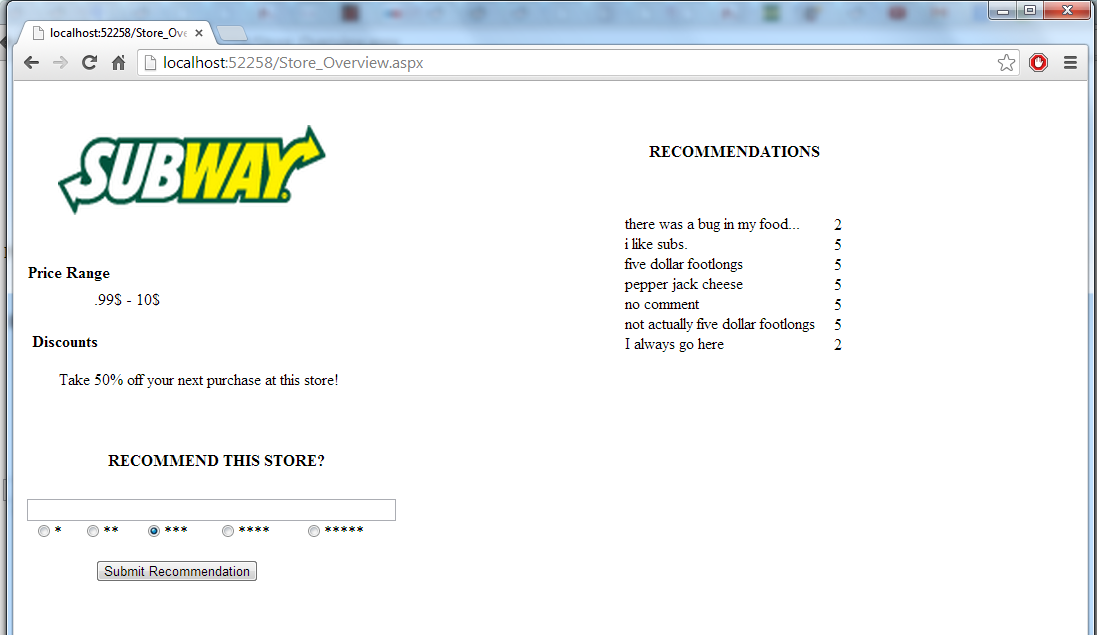 localhost:52258/Store_Ove
localhost:52258/Store_Overview.aspx
SUBWAY
Price Range
.99$ - 10$
Discounts
Take 50% off your next purchase at this store!
RECOMMEND THIS STORE?
* ** *** **** *****
Submit Recommendation
RECOMMENDATIONS
there was a bug in my food... 2
i like subs. 5
five dollar footlongs 5
pepper jack cheese 5
no comment 5
not actually five dollar footlongs 5
I always go here 2